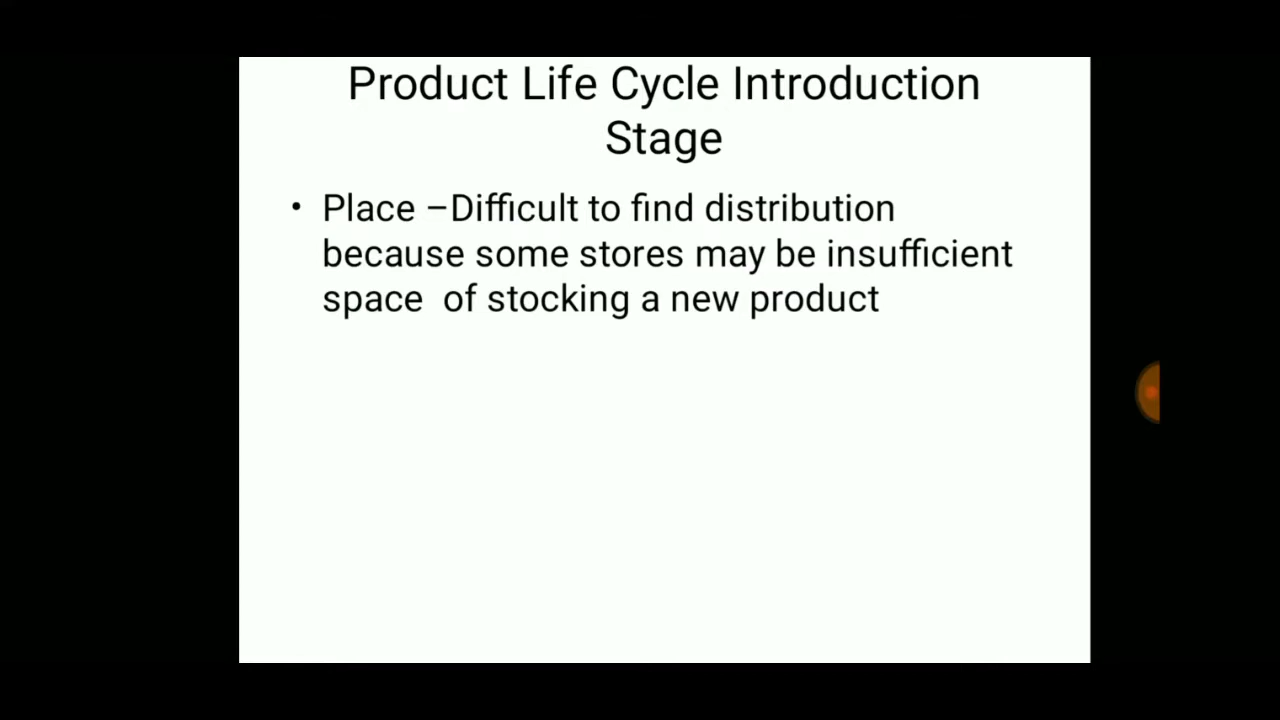 Product Life Cycle Introduction
Stage
• Place –Difficult to find distribution
because some stores may be insufficient
space  of stocking a new product